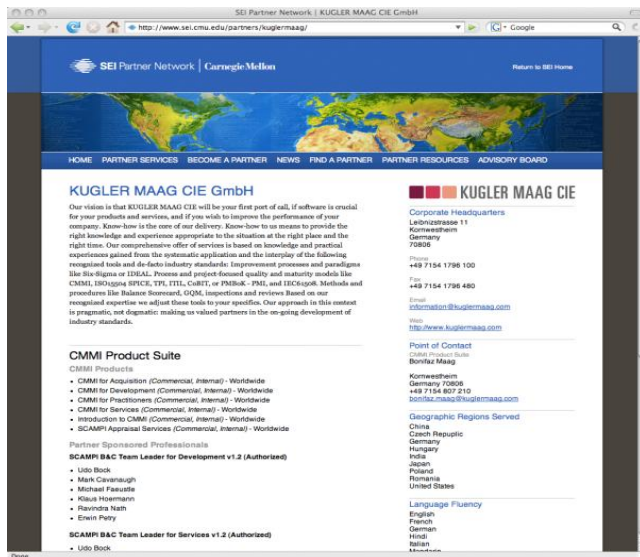 SEI Partner Network | KUGLER MAAG CIE GmbH
http://www.sei.cmu.edu/partners/kuglermaag/
Google
SEI Partner Network | Carnegie Mellon
Return to SEI Home
HOME PARTNER SERVICES BECOME A PARTNER NEWS FIND A PARTNER PARTNER RESOURCES ADVISORY BOARD
KUGLER MAAG CIE GmbH
Our vision is that KUGLER MAAG CIE will be your first port of call, if software is crucial
for your products and services, and if you wish to improve the performance of your
company. Know-how is the core of our delivery. Know-how to us means to provide the
right knowledge and experience appropriate to the situation at the right place and the
right time. Our comprehensive offer of services is based on knowledge and practical
experiences gained from the systematic application and the interplay of the following
recognized tools and de-facto industry standards: Improvement processes and paradigms
like Six-Sigma or IDEAL. Process and project-focused quality and maturity models like
CMMI, ISO15504 SPICE, TPI, ITIL, CoBIT, or PMBoK - PMI, and IEC61508. Methods and
procedures like Balance Scorecard, GQM, inspections and reviews Based on our
recognised expertise we adjust these tools to your specifics. Our approach in this context
is pragmatic, not dogmatic: making us valued partners in the on-going development of
industry standards.
CMMI Product Suite
CMMI Products
• CMMI for Acquisition (Commercial, Internal) - Worldwide
• CMMI for Development (Commercial, Internal) - Worldwide
• CMMI for Practitioners (Commercial, Internal) - Worldwide
• CMMI for Services (Commercial, Internal) - Worldwide
• Introduction to CMMI (Commercial, Internal) - Worldwide
• SCAMPI Appraisal Services (Commercial, Internal) - Worldwide
Partner Sponsored Professionals
SCAMPI B&C Team Leader for Development v1.2 (Authorized)
• Udo Bock
• Mark Cavanaugh
• Michael Faeustle
• Klaus Hoermann
• Ravindra Nath
• Erwin Petry
SCAMPI B&C Team Leader for Services v1.2 (Authorized)
• Udo Bock
KUGLER MAAG CIE
Corporate Headquarters
Leibnizstrasse 11
Kornwestheim
Germany
70806
Phone
+49 7154 1796 100
Fax
+49 7154 1796 480
Email
information@kuglermaag.com
Web
http://www.kuglermaag.com
Point of Contact
CMMI Product Suite
Bonifaz Maag
Kornwestheim
Germany 70806
+49 7154 807 210
bonifaz.maag@kuglermaag.com
Geographic Regions Served
China
Czech Repuplic
Germany
Hungary
India
Japan
Poland
Romania
United States
Language Fluency
English
French
German
Hindi
Italian
Mandarin
Done